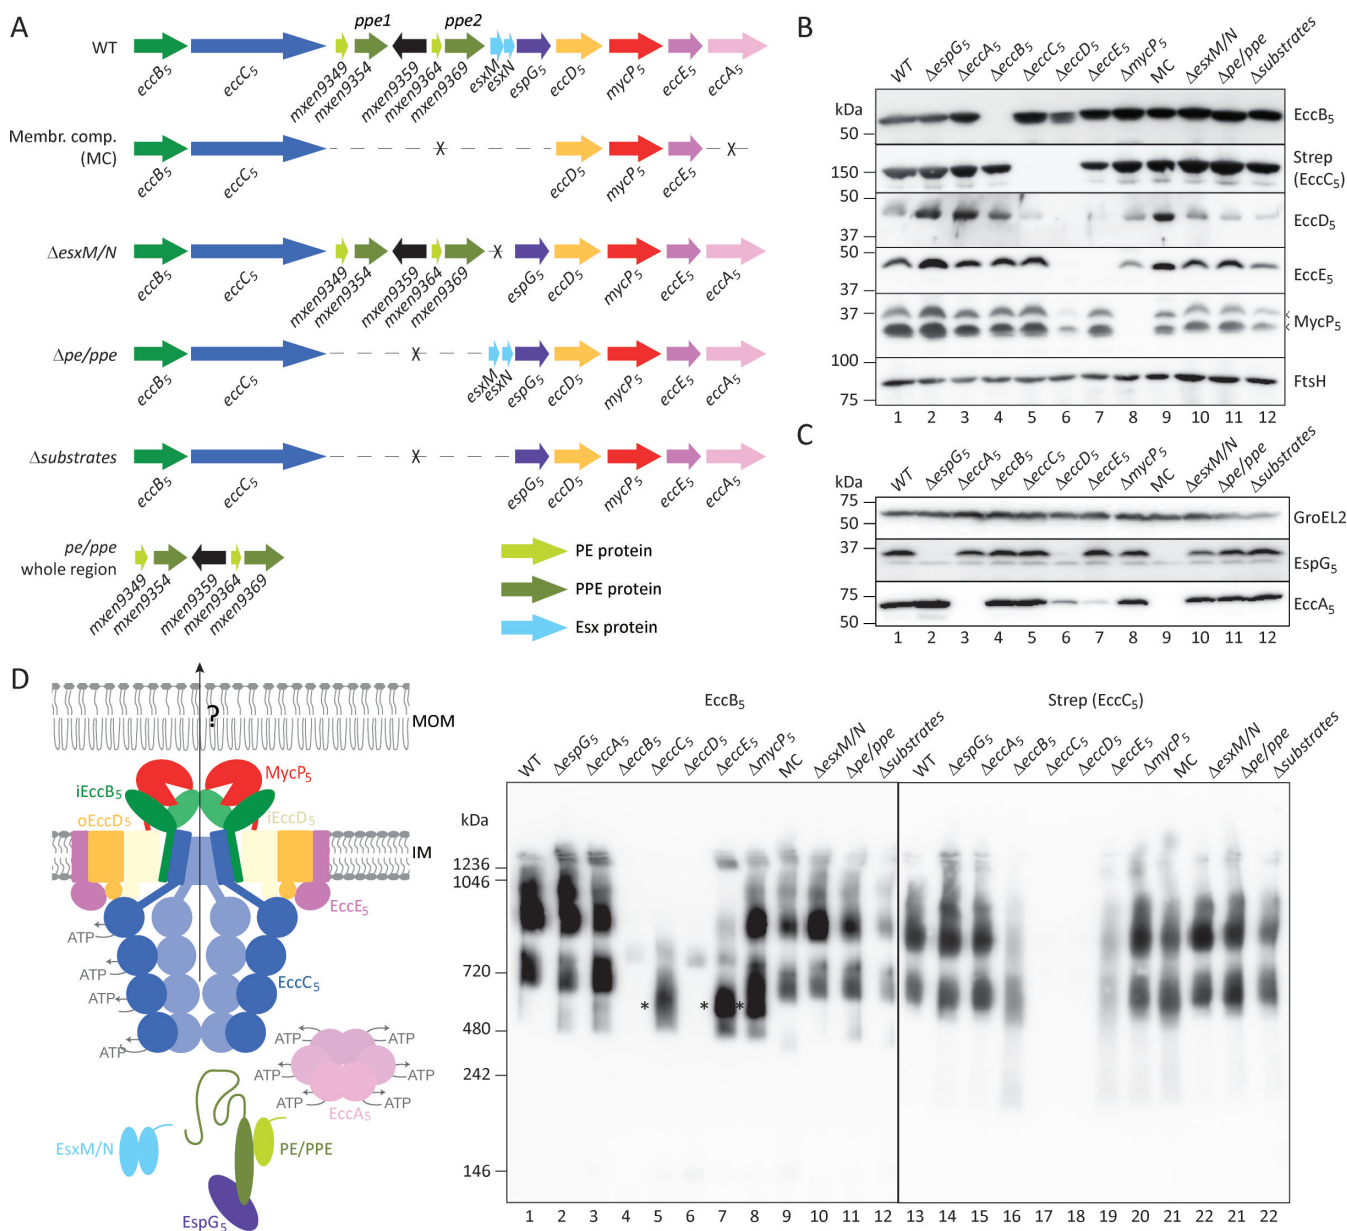 A
ppe1 ppe2
WT
eccB5 eccC5 mxen9349 mxen9354 mxen9359 mxen9364 mxen9369 esxM esxN espG5 eccD5 mycP5 eccE5 eccA5
Membr. comp.
(MC)
X X
eccB5 eccC5 eccD5 mycP5 eccE5
ΔesxM/N
X
eccB5 eccC5 mxen9349 mxen9354 mxen9359 mxen9364 mxen9369 espG5 eccD5 mycP5 eccE5 eccA5
Δpe/ppe
X
eccB5 eccC5 esxM esxN espG5 eccD5 mycP5 eccE5 eccA5
Δsubstrates
X
eccB5 eccC5 espG5 eccD5 mycP5 eccE5 eccA5
pe/ppe
whole region
mxen9349 mxen9354 mxen9359 mxen9364 mxen9369
PE protein
PPE protein
Esx protein
B
WT ΔespG5 ΔeccA5 ΔeccB5 ΔeccC5 ΔeccD5 ΔeccE5 ΔmycP5 MC ΔesxM/N Δpe/ppe Δsubstrates
kDa
50
EccB5
150
50
Strep
(EccC5)
37
EccD5
50
37
EccE5
37
MycP5
100
75
FtsH
1 2 3 4 5 6 7 8 9 10 11 12
C
WT ΔespG5 ΔeccA5 ΔeccB5 ΔeccC5 ΔeccD5 ΔeccE5 ΔmycP5 MC ΔesxM/N Δpe/ppe Δsubstrates
kDa
75
50
GroEL2
37
EspG5
75
50
EccA5
1 2 3 4 5 6 7 8 9 10 11 12
D
?
MOM
MycP5
iEccB5
oEccD5 iEccD5
IM
EccE5
ATP
ATP
ATP
EccC5
ATP
ATP ATP
ATP ATP
ATP ATP
EccA5
EsxM/N
PE/PPE
EspG5
EccB5 Strep (EccC5)
WT ΔespG5 ΔeccA5 ΔeccB5 ΔeccC5 ΔeccD5 ΔeccE5 ΔmycP5 MC ΔesxM/N Δpe/ppe Δsubstrates WT ΔespG5 ΔeccA5 ΔeccB5 ΔeccC5 ΔeccD5 ΔeccE5 ΔmycP5 MC ΔesxM/N Δpe/ppe Δsubstrates
kDa
1236
1046
720
* * *
480
242
146
1 2 3 4 5 6 7 8 9 10 11 12 13 14 15 16 17 18 19 20 21 22 21 22